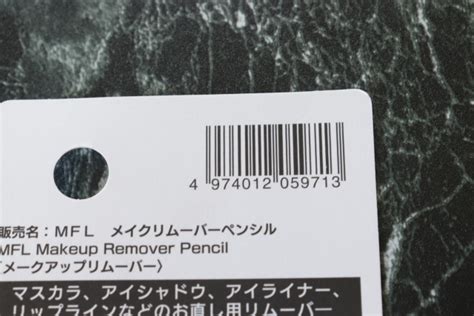 4 974012 059713
販売名：ＭＦＬ　メイクリムーバーペンシル
MFL Makeup Remover Pencil
〈メークアップリムーバー〉
マスカラ、アイシャドウ、アイライナー、
リップラインなどのお直し用リムーバー